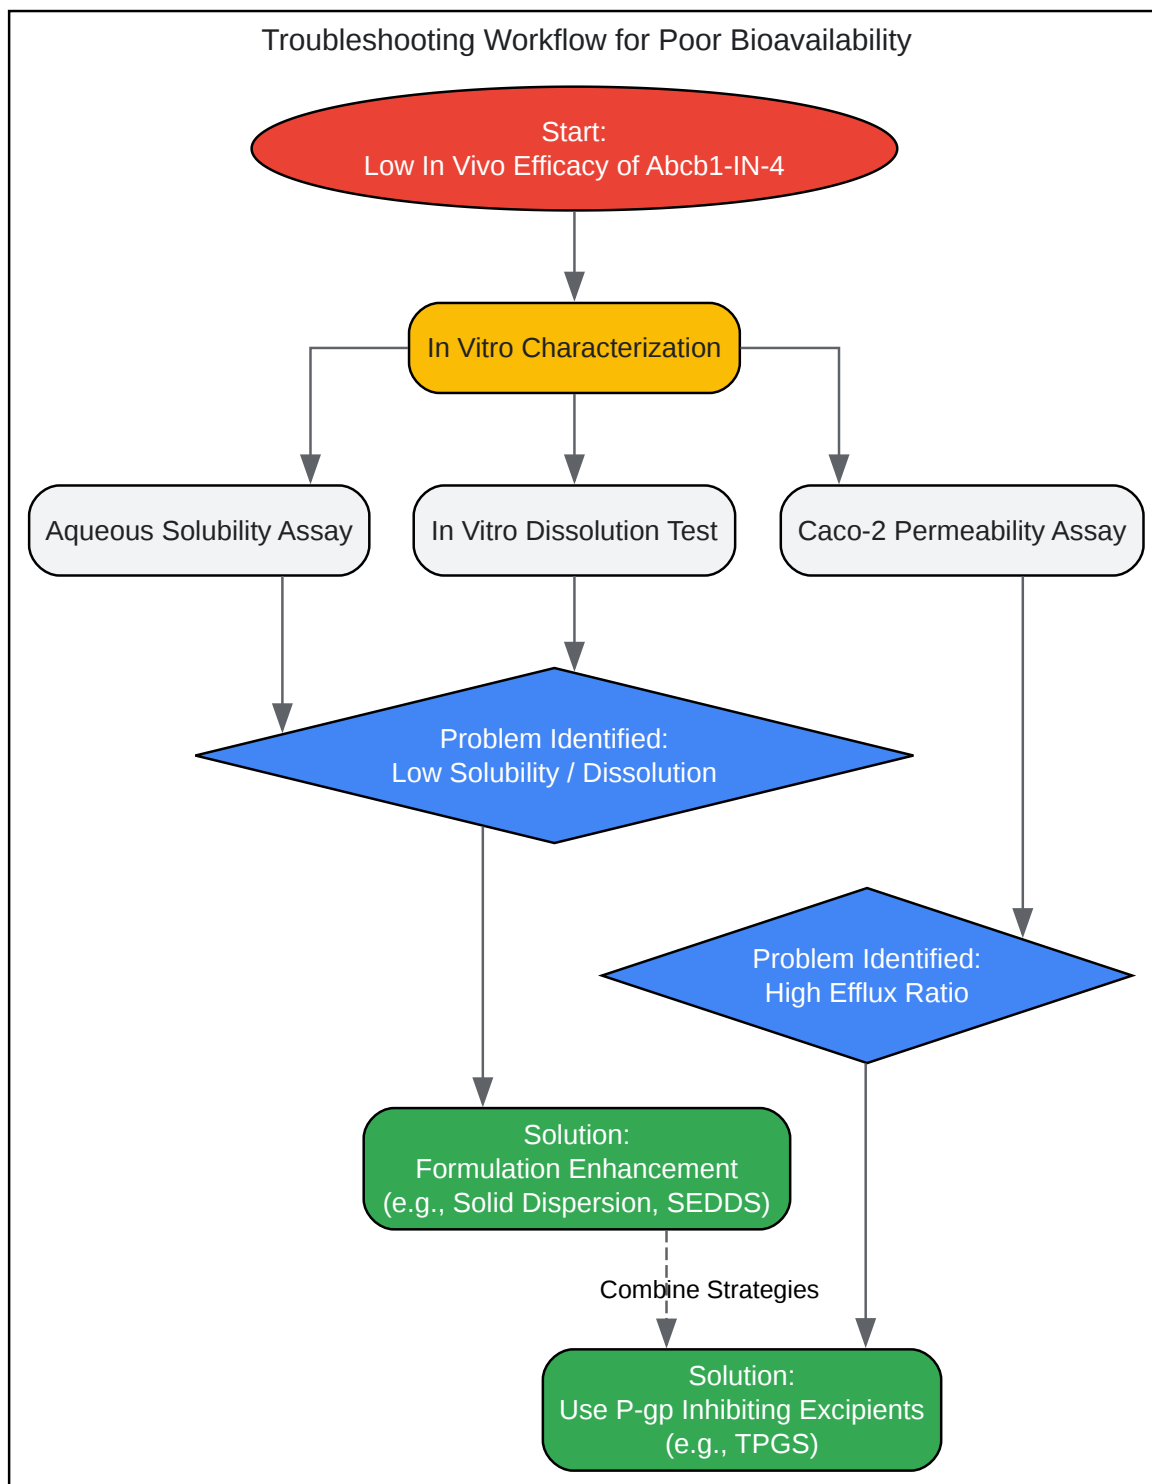 Troubleshooting Workflow for Poor Bioavailability
Start:
Low In Vivo Efficacy of Abcb1-IN-4
In Vitro Characterization
Aqueous Solubility Assay
In Vitro Dissolution Test
Caco-2 Permeability Assay
Problem Identified:
Low Solubility / Dissolution
Problem Identified:
High Efflux Ratio
Solution:
Formulation Enhancement
(e.g., Solid Dispersion, SEDDS)
Combine Strategies
Solution:
Use P-gp Inhibiting Excipients
(e.g., TPGS)